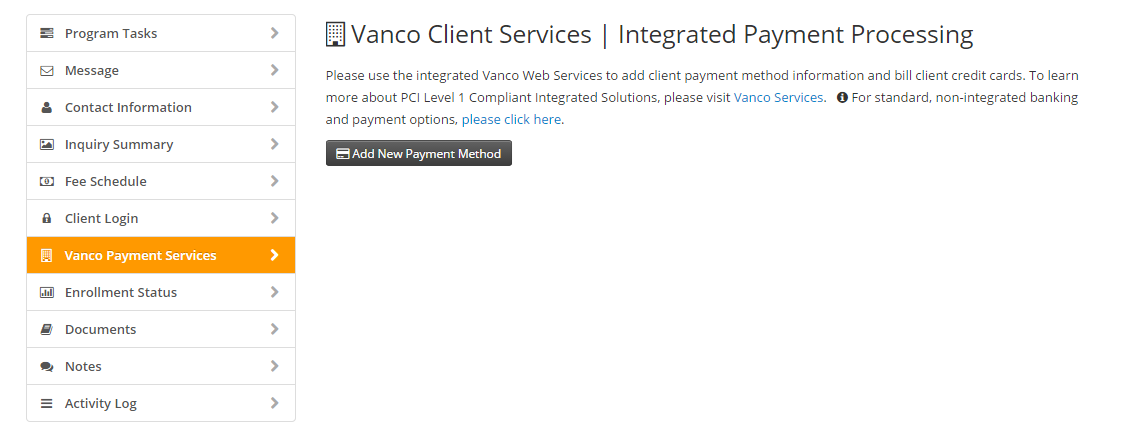 Program Tasks
Message
Contact Information
Inquiry Summary
Fee Schedule
Client Login
Vanco Payment Services
Enrollment Status
Documents
Notes
Activity Log
Vanco Client Services | Integrated Payment Processing
Please use the integrated Vanco Web Services to add client payment method information and bill client credit cards. To learn
more about PCI Level 1 Compliant Integrated Solutions, please visit Vanco Services. For standard, non-integrated banking
and payment options, please click here.
Add New Payment Method